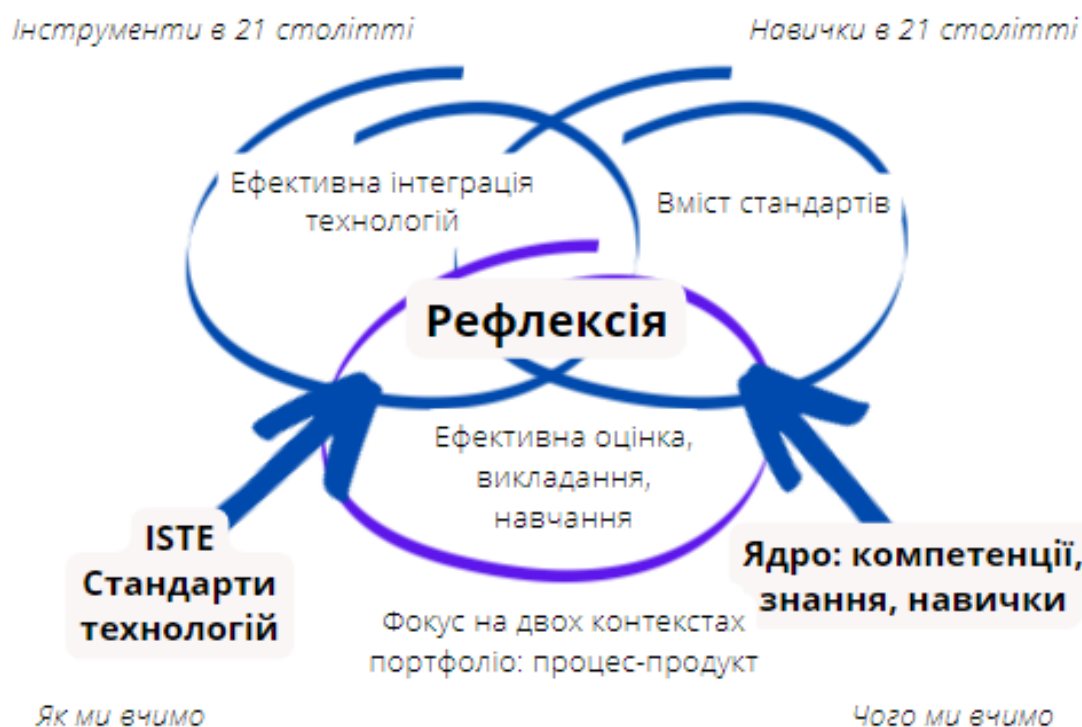 Інструменти в 21 столітті
Навички в 21 столітті
Ефективна інтеграція
технологій
Вміст стандартів
Рефлексія
Ефективна оцінка,
викладання,
навчання
ISTE
Стандарти
технологій
Ядро: компетенції,
знання, навички
Фокус на двох контекстах
портфоліо: процес-продукт
Як ми вчимо
Чого ми вчимо